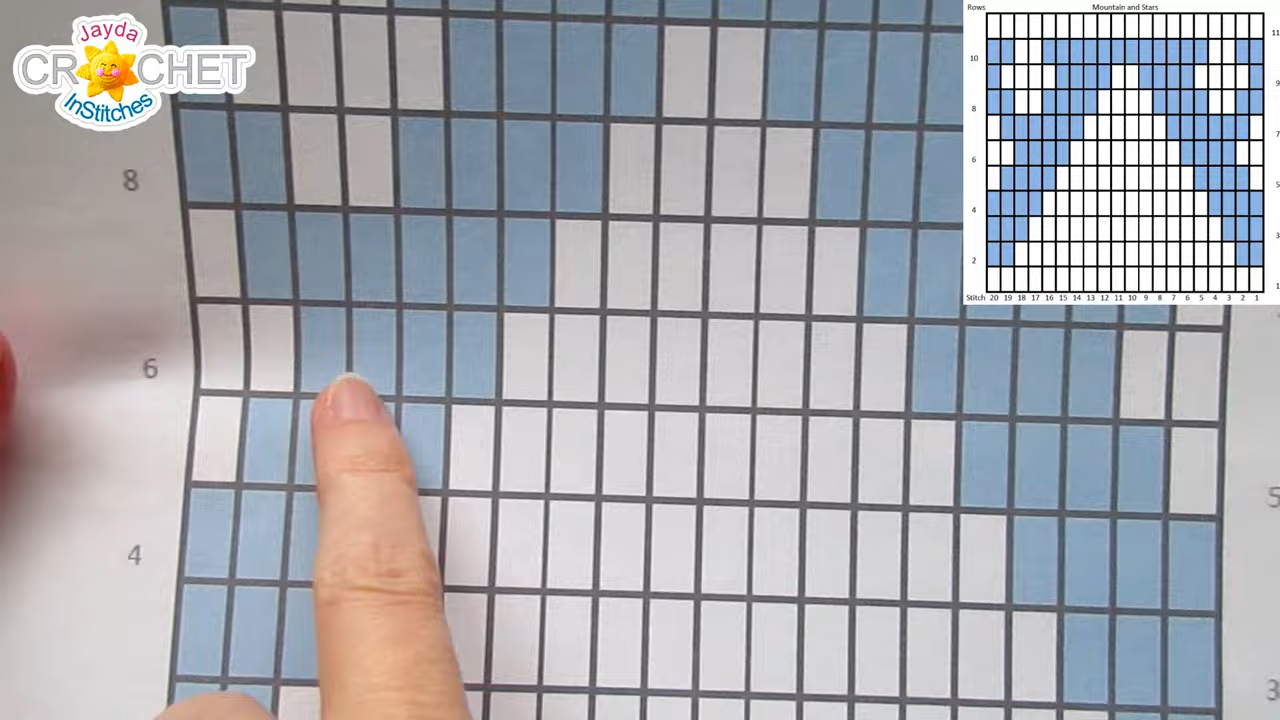 Jayda
CROCHET
InStitches
8
6
4
5
3
Rows
Mountain and Stars
11
10
9
8
7
6
5
4
3
2
1
Stitch 20 19 18 17 16 15 14 13 12 11 10 9 8 7 6 5 4 3 2 1